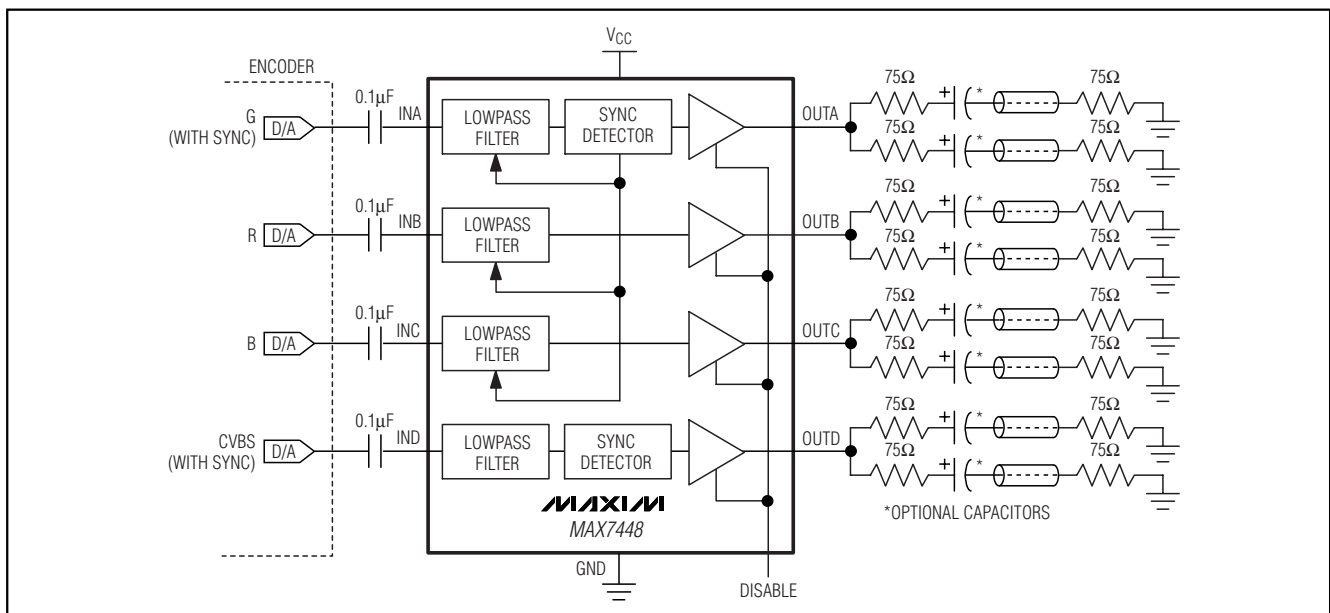 VCC
ENCODER
75Ω 75Ω
0.1µF
G
(WITH SYNC)
D/A
INA
LOWPASS
FILTER
SYNC
DETECTOR
OUTA
+ *
75Ω 75Ω
+ *
0.1µF
R
D/A
INB
LOWPASS
FILTER
OUTB
75Ω 75Ω
+ *
75Ω 75Ω
+ *
0.1µF
B
D/A
INC
LOWPASS
FILTER
OUTC
75Ω 75Ω
+ *
75Ω 75Ω
+ *
0.1µF
CVBS
(WITH SYNC)
D/A
IND
LOWPASS
FILTER
SYNC
DETECTOR
OUTD
75Ω 75Ω
+ *
75Ω 75Ω
+ *
MAXIM
MAX7448
*OPTIONAL CAPACITORS
GND
DISABLE